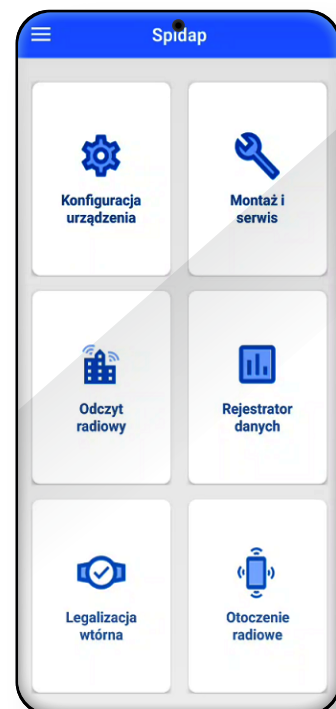 Spidap
Konfiguracja
urządzenia
Montaż i
serwis
Odczyt
radiowy
Rejestrator
danych
Legalizacja
wtórna
Otoczenie
radiowe